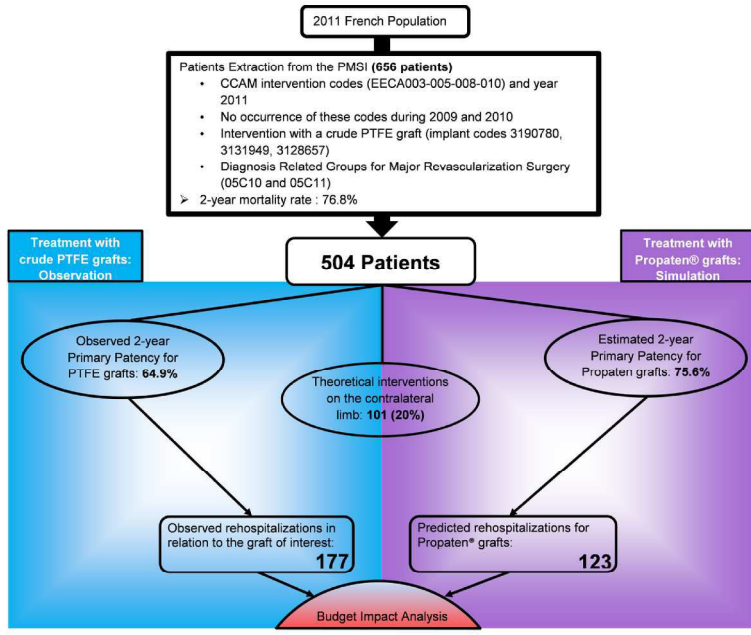 2011 French Population
Patients Extraction from the PMSI (656 patients)
• CCAM intervention codes (EECA003-005-008-010) and year
2011
• No occurrence of these codes during 2009 and 2010
• Intervention with a crude PTFE graft (implant codes 3190780,
3131949, 3128657)
• Diagnosis Related Groups for Major Revascularization Surgery
(05C10 and 05C11)
➢ 2-year mortality rate : 76.8%
Treatment with
crude PTFE grafts:
Observation
504 Patients
Treatment with
Propaten® grafts:
Simulation
Observed 2-year
Primary Patency for
PTFE grafts: 64.9%
Estimated 2-year
Primary Patency for
Propaten grafts: 75.6%
Theoretical interventions
on the contralateral
limb: 101 (20%)
Observed rehospitalizations in
relation to the graft of interest:
177
Predicted rehospitalizations for
Propaten® grafts:
123
Budget Impact Analysis